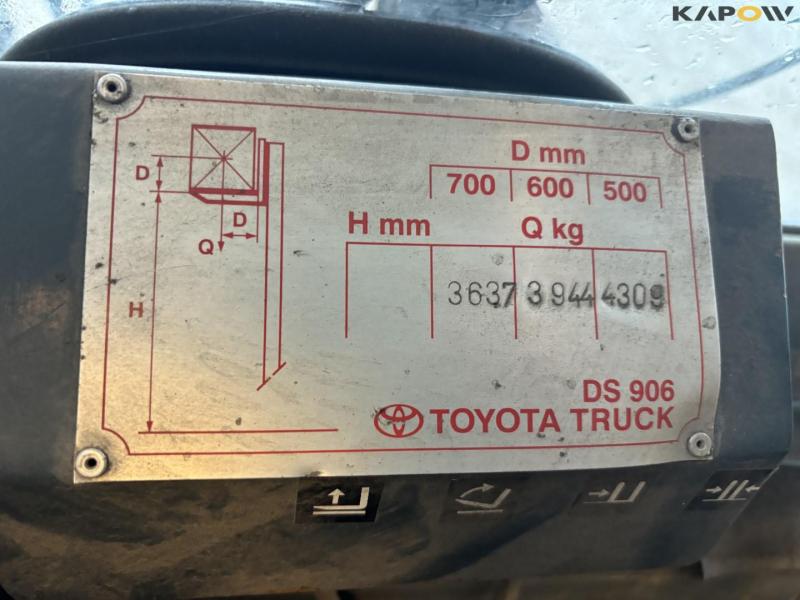 KAPOW
D mm
700 600 500
H mm Q kg
3637 3944 4309
D
D
Q
H
DS 906
TOYOTA TRUCK